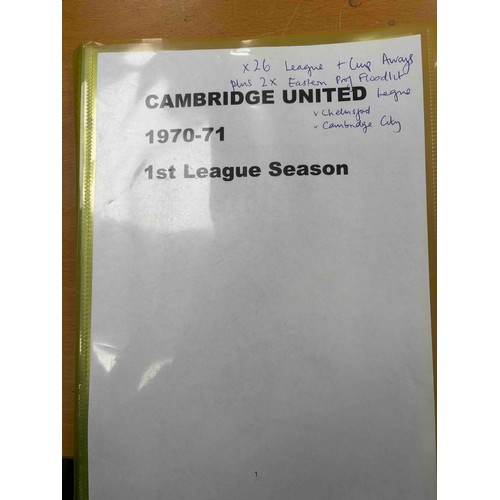 x26 League + Cup Aways
plus 2x Eastern Prof Floodlit
League
CAMBRIDGE UNITED
v Chelmsford
v Cambridge City
1970-71
1st League Season
1